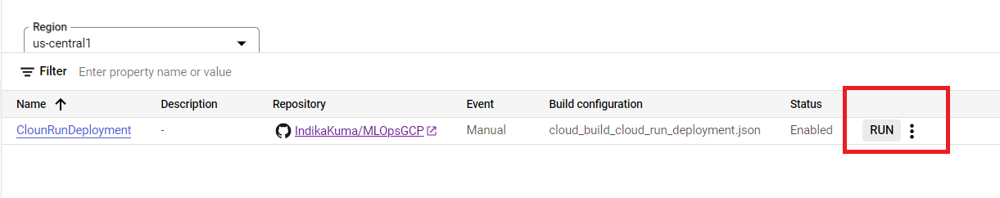 Region
us-central1
Filter Enter property name or value
Name Description Repository Event Build configuration Status
ClounRunDeployment - IndikaKuma/MLOpsGCP Manual cloud_build_cloud_run_deployment.json Enabled RUN